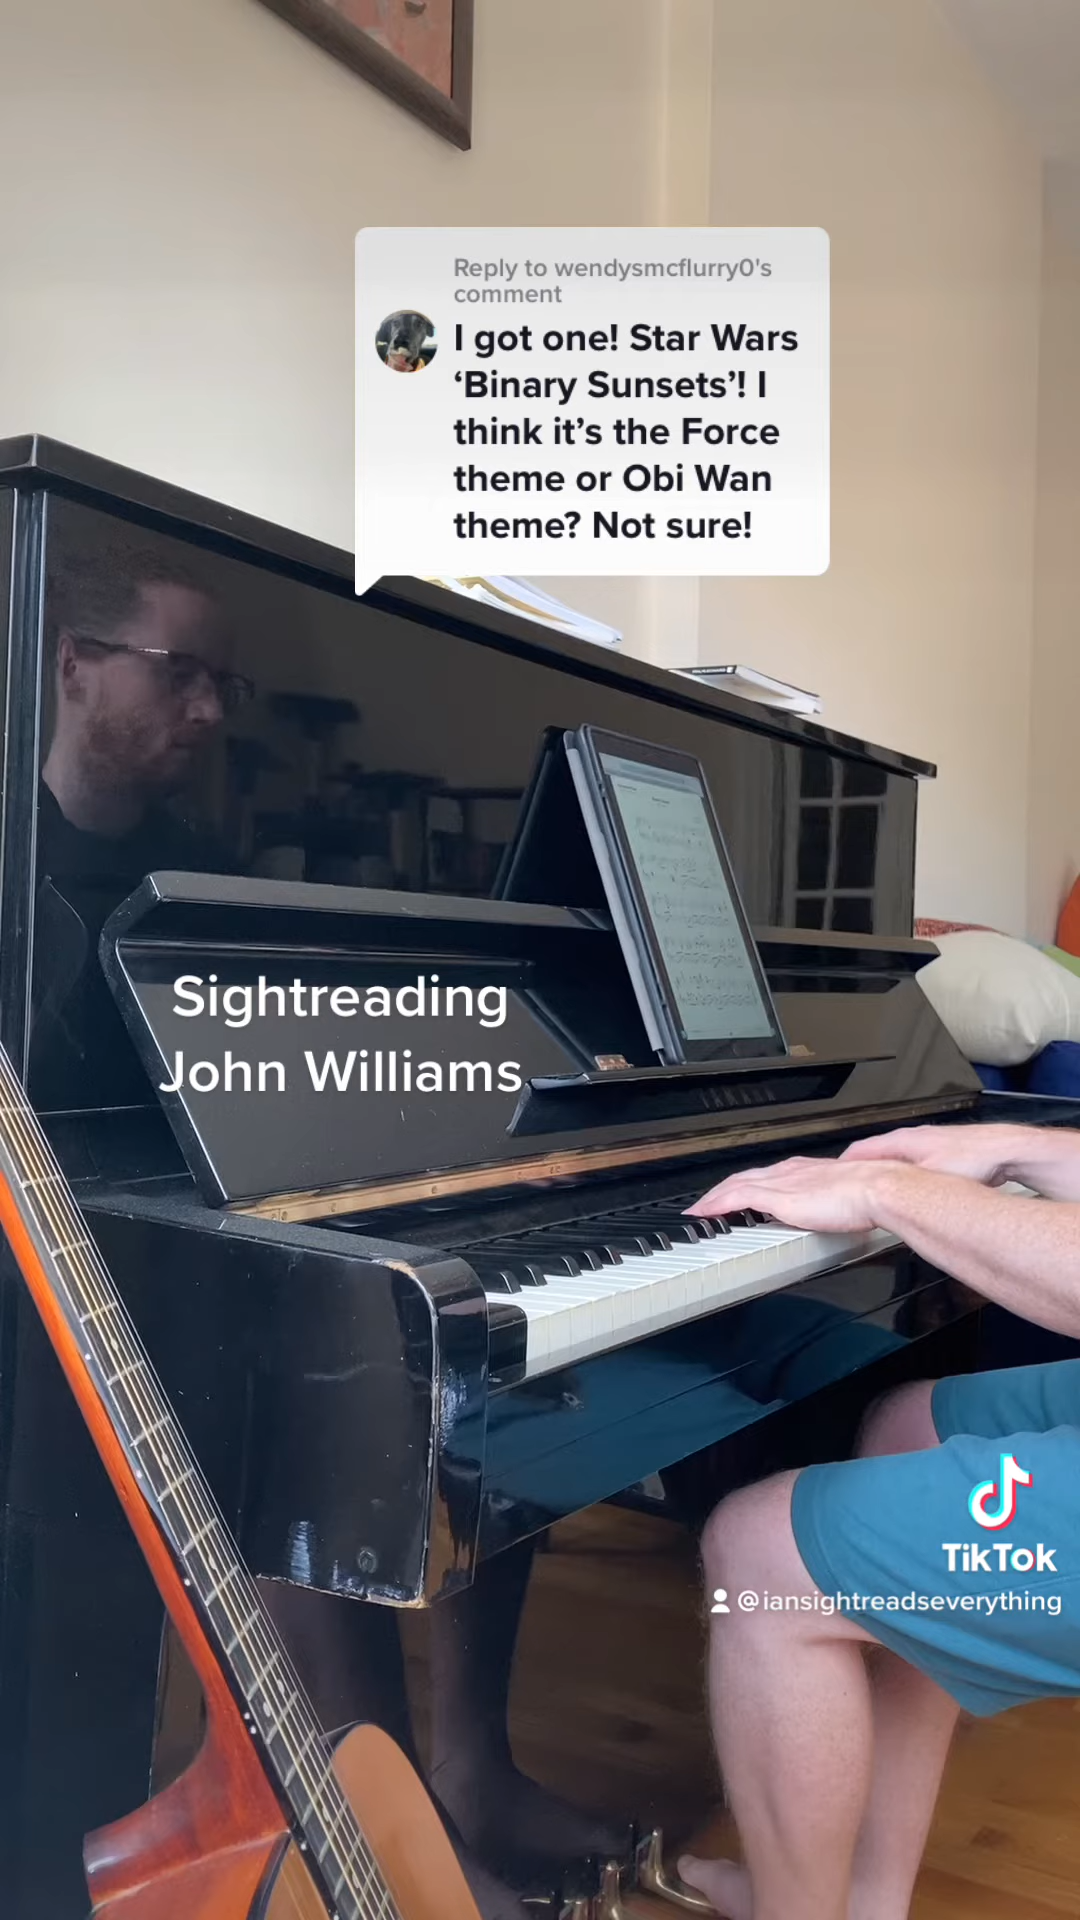 Reply to wendysmcflurry0's
comment
I got one! Star Wars
‘Binary Sunsets’! I
think it’s the Force
theme or Obi Wan
theme? Not sure!
Sightreading
John Williams
TikTok
@iansightreadseverything